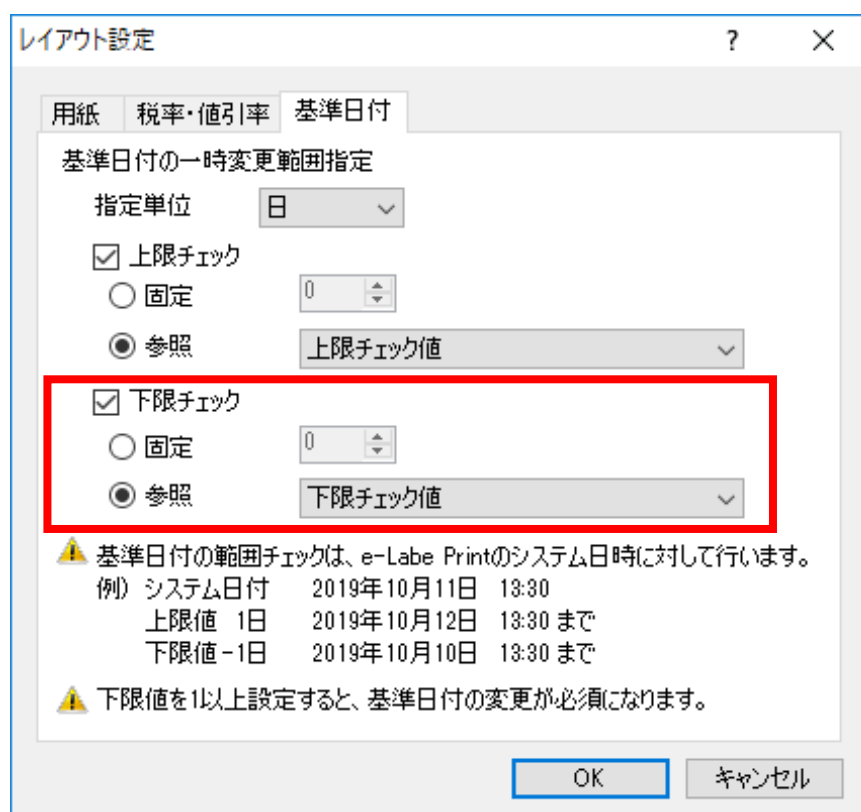 レイアウト設定 ?
用紙 税率・値引率 基準日付
基準日付の一時変更範囲指定
指定単位 日
上限チェック
固定 0
参照 上限チェック値
下限チェック
固定 0
参照 下限チェック値
基準日付の範囲チェックは、e-Labe Printのシステム日時に対して行います。
例) システム日付 2019年10月11日 13:30
上限値 1日 2019年10月12日 13:30 まで
下限値 -1日 2019年10月10日 13:30 まで
下限値を1以上設定すると、基準日付の変更が必須になります。
OK キャンセル